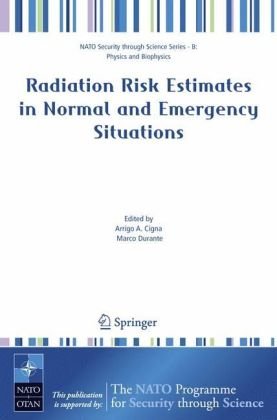 NATO Security through Science Series - B:
Physics and Biophysics
Radiation Risk Estimates
in Normal and Emergency
Situations
Edited by
Arrigo A. Cigna
Marco Durante
Springer
NATO
OTAN
This publication
is supported by:
The NATO Programme
for Security through Science